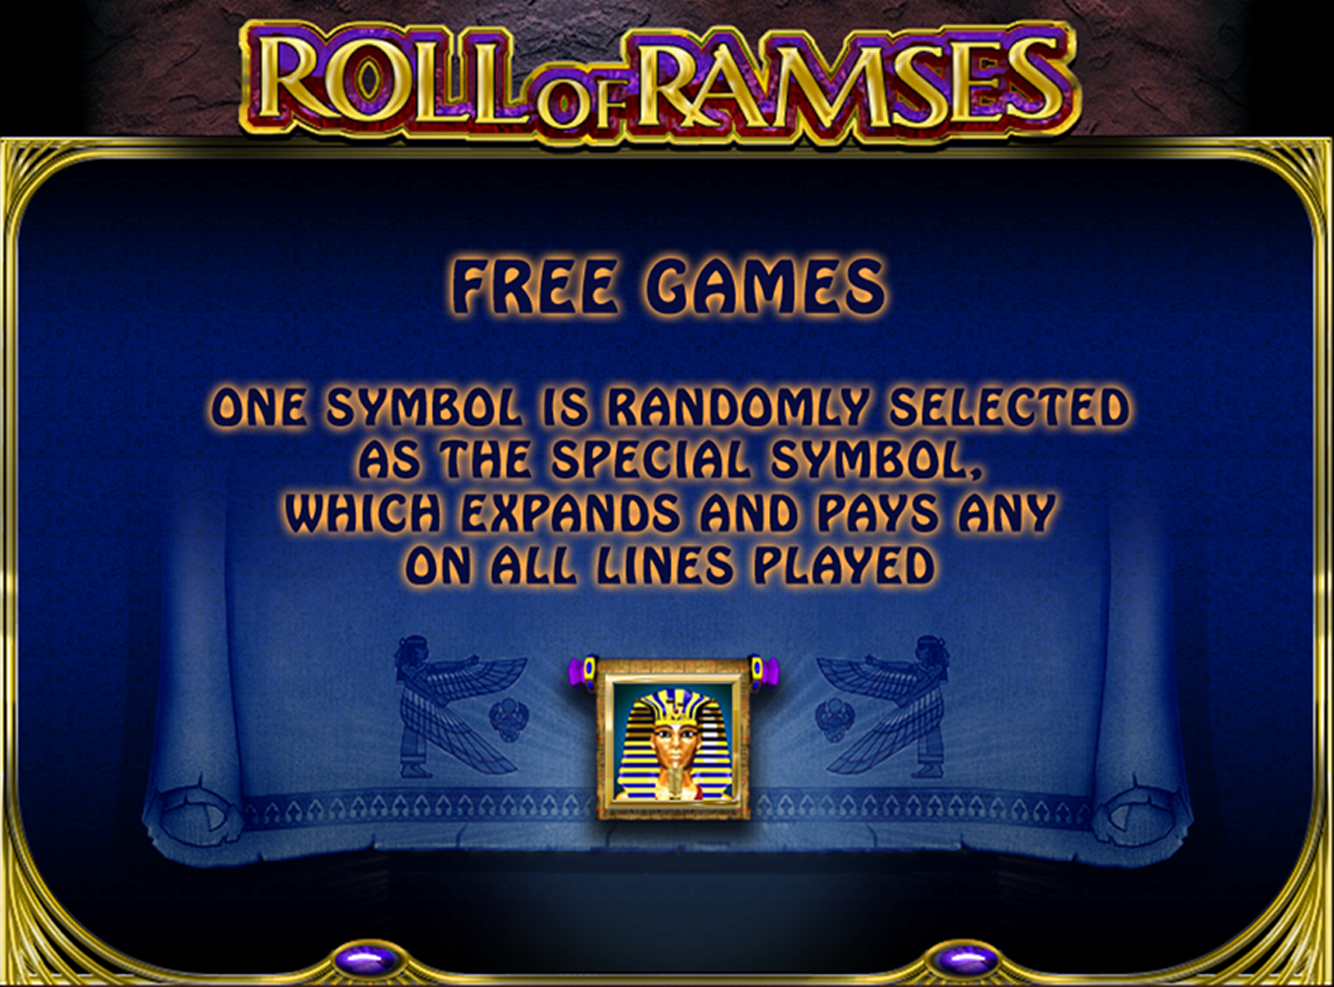 ROLL OF RAMSES
FREE GAMES
ONE SYMBOL IS RANDOMLY SELECTED
AS THE SPECIAL SYMBOL,
WHICH EXPANDS AND PAYS ANY
ON ALL LINES PLAYED